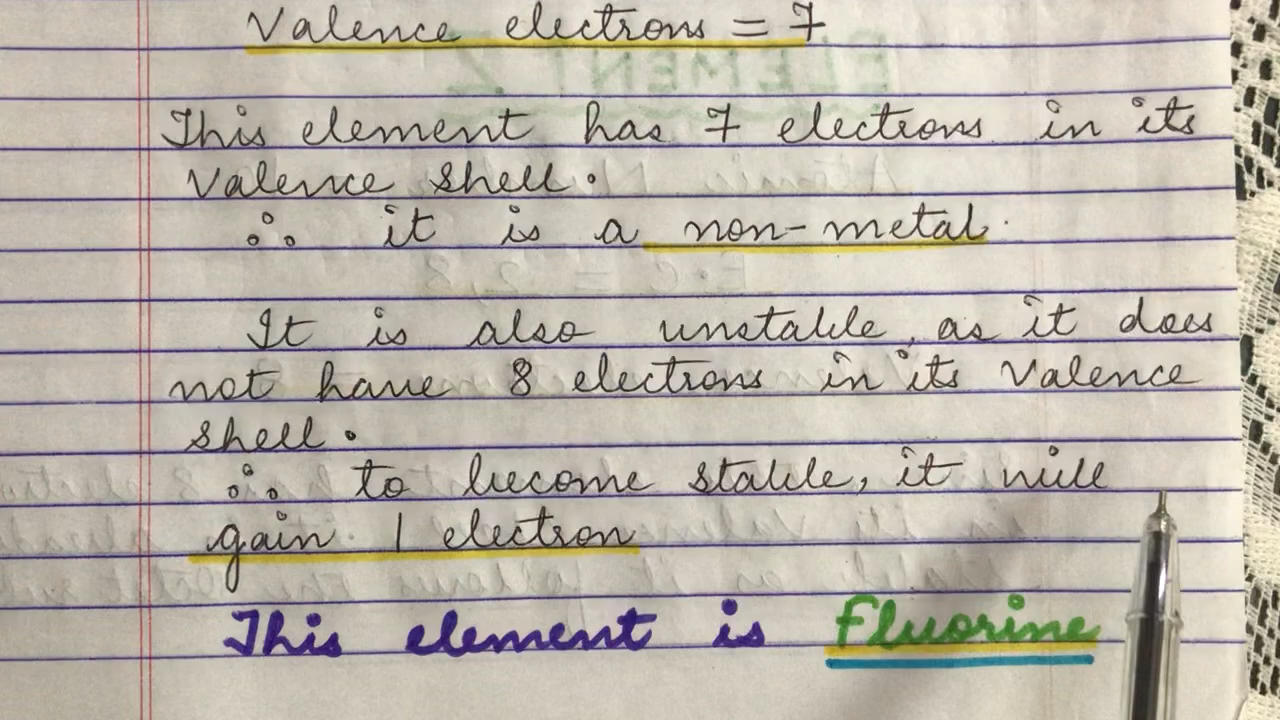 Valence electrons = 7
This element has 7 electrons in its
Valence shell.
∴ it is a non-metal.
It is also unstable, as it does
not have 8 electrons in its Valence
shell.
∴ to become stable, it will
gain 1 electron
This element is Fluorine